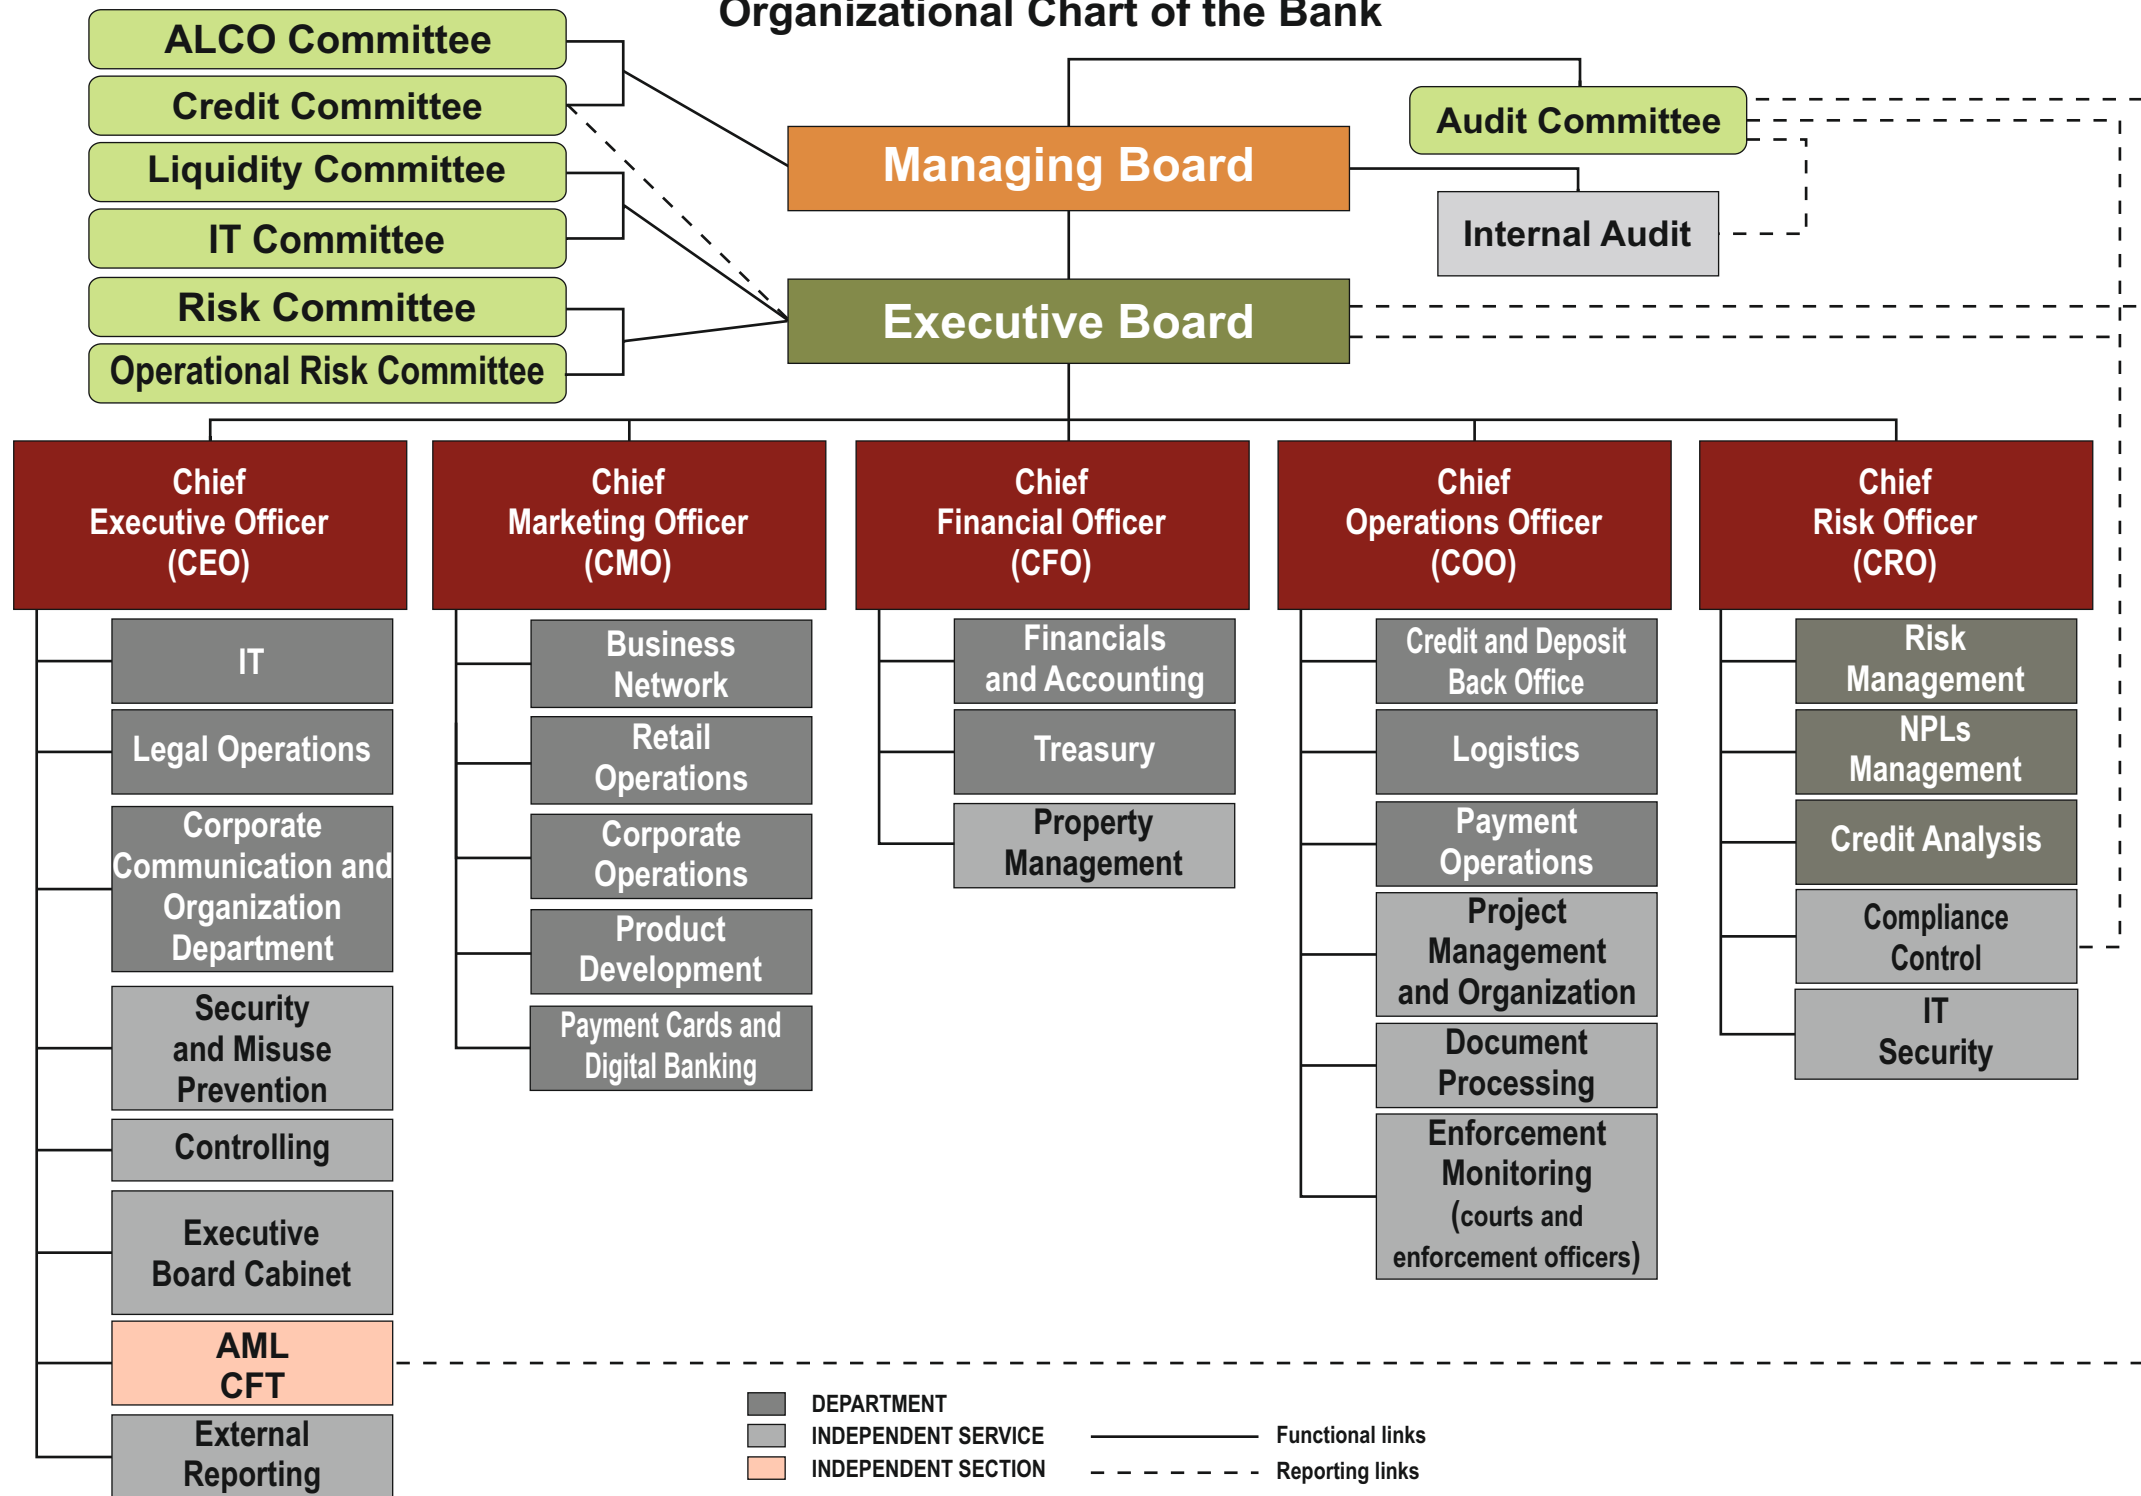 Organizational Chart of the Bank
ALCO Committee
Credit Committee
Liquidity Committee
IT Committee
Risk Committee
Operational Risk Committee
Managing Board
Executive Board
Audit Committee
Internal Audit
Chief
Executive Officer
(CEO)
IT
Legal Operations
Corporate
Communication and
Organization
Department
Security
and Misuse
Prevention
Controlling
Executive
Board Cabinet
AML
CFT
External
Reporting
Chief
Marketing Officer
(CMO)
Business
Network
Retail
Operations
Corporate
Operations
Product
Development
Payment Cards and
Digital Banking
Chief
Financial Officer
(CFO)
Financials
and Accounting
Treasury
Property
Management
Chief
Operations Officer
(COO)
Credit and Deposit
Back Office
Logistics
Payment
Operations
Project
Management
and Organization
Document
Processing
Enforcement
Monitoring
(courts and
enforcement officers)
Chief
Risk Officer
(CRO)
Risk
Management
NPLs
Management
Credit Analysis
Compliance
Control
IT
Security
DEPARTMENT
INDEPENDENT SERVICE
INDEPENDENT SECTION
Functional links
Reporting links